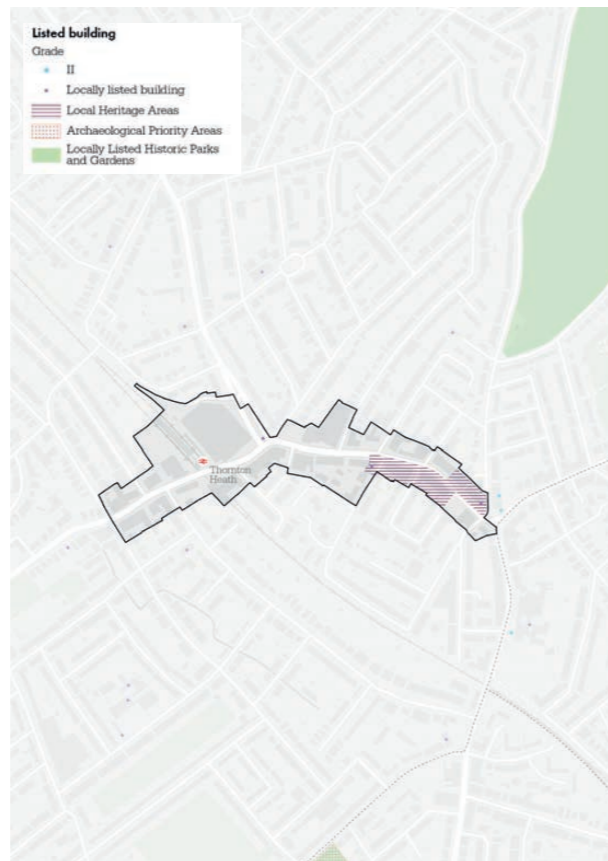 Listed building
Grade
II
Locally listed building
Local Heritage Areas
Archaeological Priority Areas
Locally Listed Historic Parks
and Gardens
Thornton
Heath